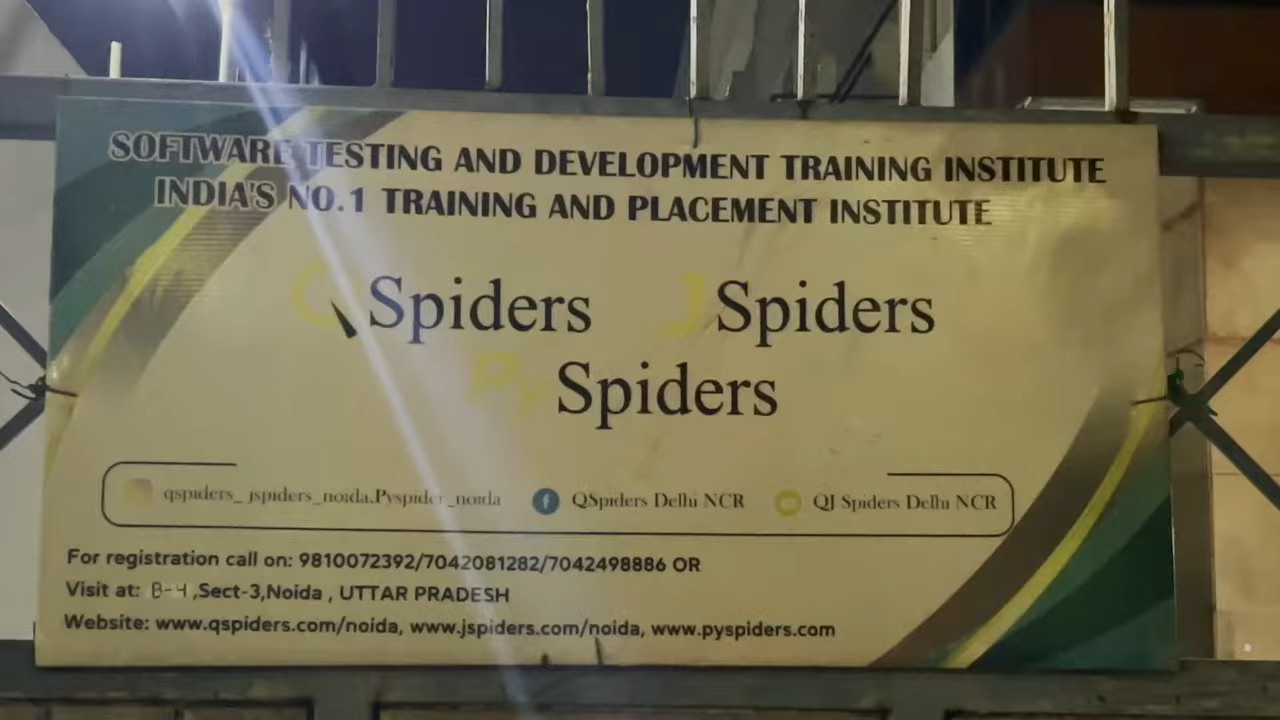 SOFTWARE TESTING AND DEVELOPMENT TRAINING INSTITUTE
INDIA'S NO.1 TRAINING AND PLACEMENT INSTITUTE
QSpiders JSpiders
PySpiders
qspiders_jspiders_noida.Pyspider_noida QSpiders Delhi NCR QJ Spiders Delhi NCR
For registration call on: 9810072392/7042081282/7042498886 OR
Visit at: B-4 ,Sect-3,Noida , UTTAR PRADESH
Website: www.qspiders.com/noida, www.jspiders.com/noida, www.pyspiders.com